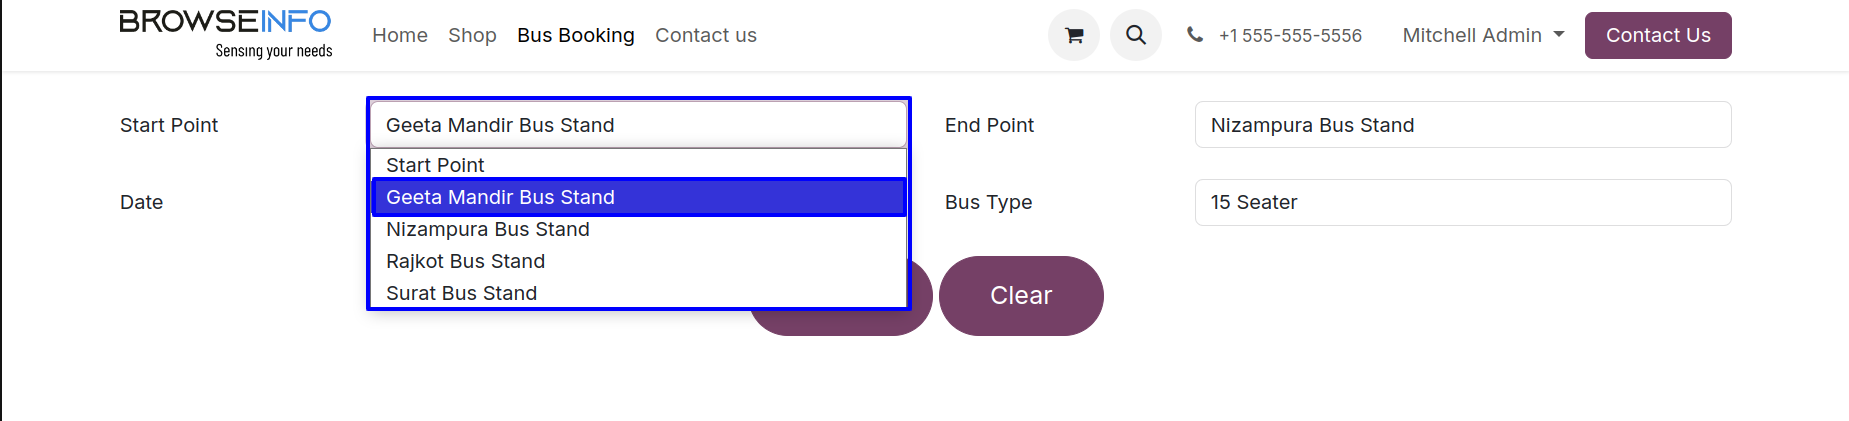 BROWSEINFO
Sensing your needs
Home Shop Bus Booking Contact us
+1 555-555-5556
Mitchell Admin
Contact Us
Start Point
Geeta Mandir Bus Stand
End Point
Nizampura Bus Stand
Start Point
Geeta Mandir Bus Stand
Nizampura Bus Stand
Rajkot Bus Stand
Surat Bus Stand
Date
Bus Type
15 Seater
Clear